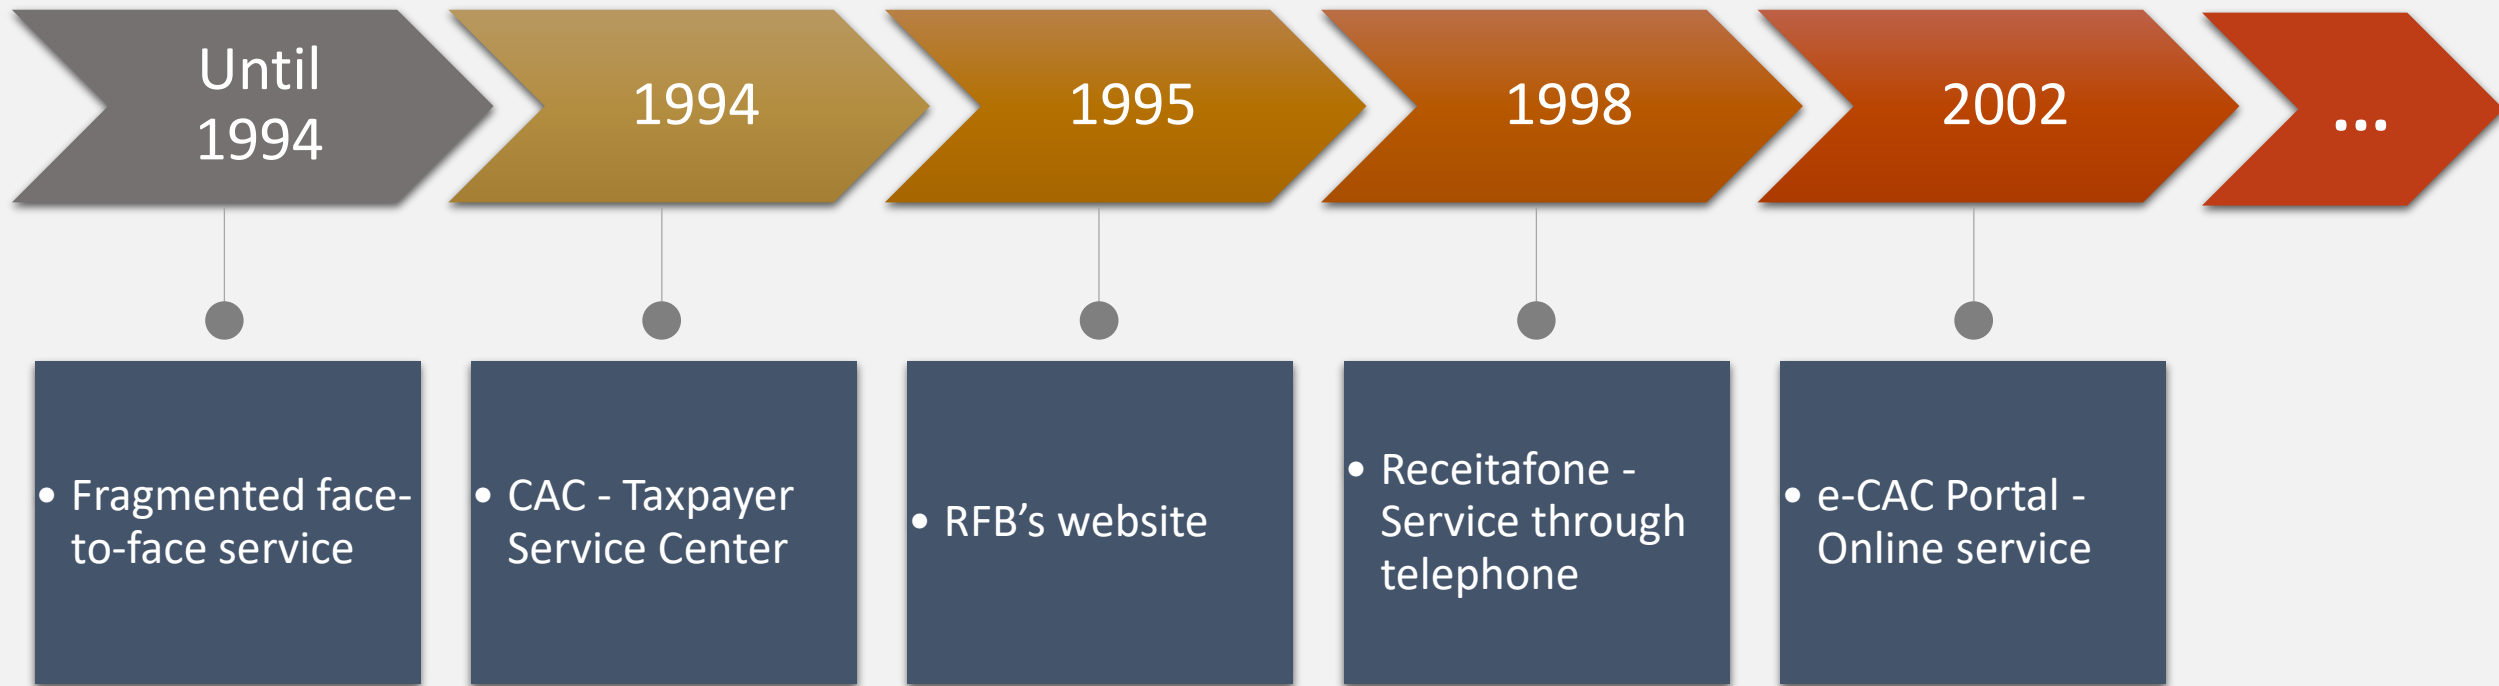 Until
1994
1994
1995
1998
2002
...
• Fragmented face-
to-face service
• CAC - Taxpayer
Service Center
• RFB’s website
• Receitafone -
Service through
telephone
• e-CAC Portal -
Online service